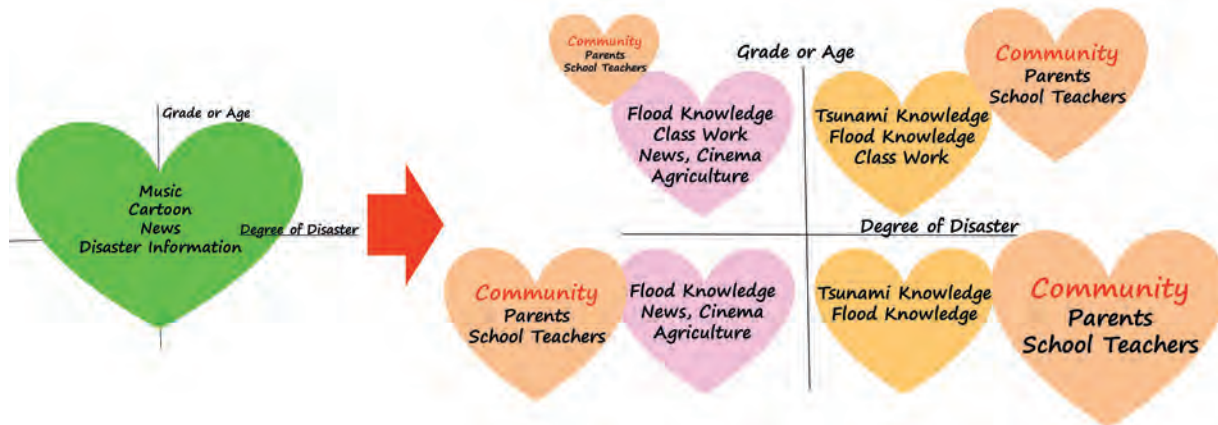 Grade or Age
Music
Cartoon
News
Disaster Information
Degree of Disaster
Community
Parents
School Teachers
Grade or Age
Community
Parents
School Teachers
Flood Knowledge
Class Work
News, Cinema
Agriculture
Tsunami Knowledge
Flood Knowledge
Class Work
Degree of Disaster
Community
Parents
School Teachers
Flood Knowledge
News, Cinema
Agriculture
Tsunami Knowledge
Flood Knowledge
Community
Parents
School Teachers